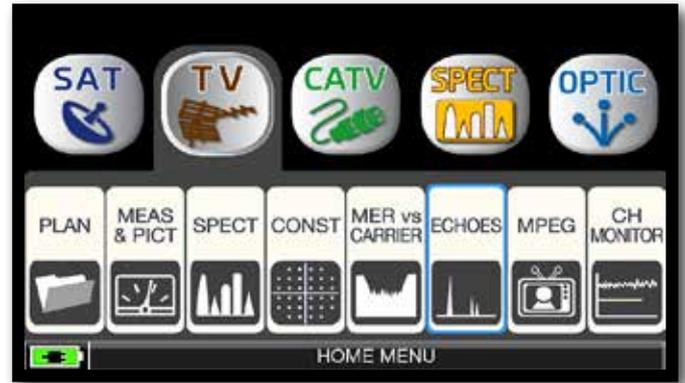 SAT
TV
CATV
SPECT
OPTIC
PLAN
MEAS
& PICT
SPECT
CONST
MER vs
CARRIER
ECHOES
MPEG
CH
MONITOR
HOME MENU